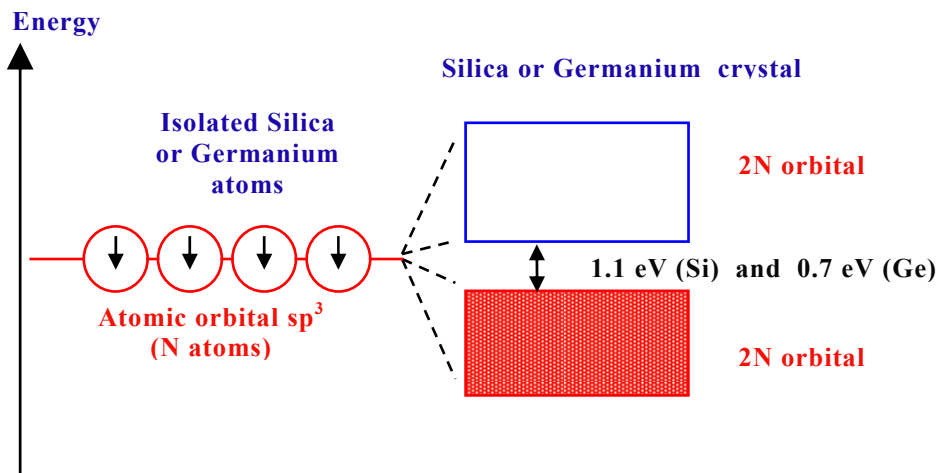 Energy
Silica or Germanium crystal
Isolated Silica
or Germanium
atoms
2N orbital
1.1 eV (Si) and 0.7 eV (Ge)
Atomic orbital sp³
(N atoms)
2N orbital